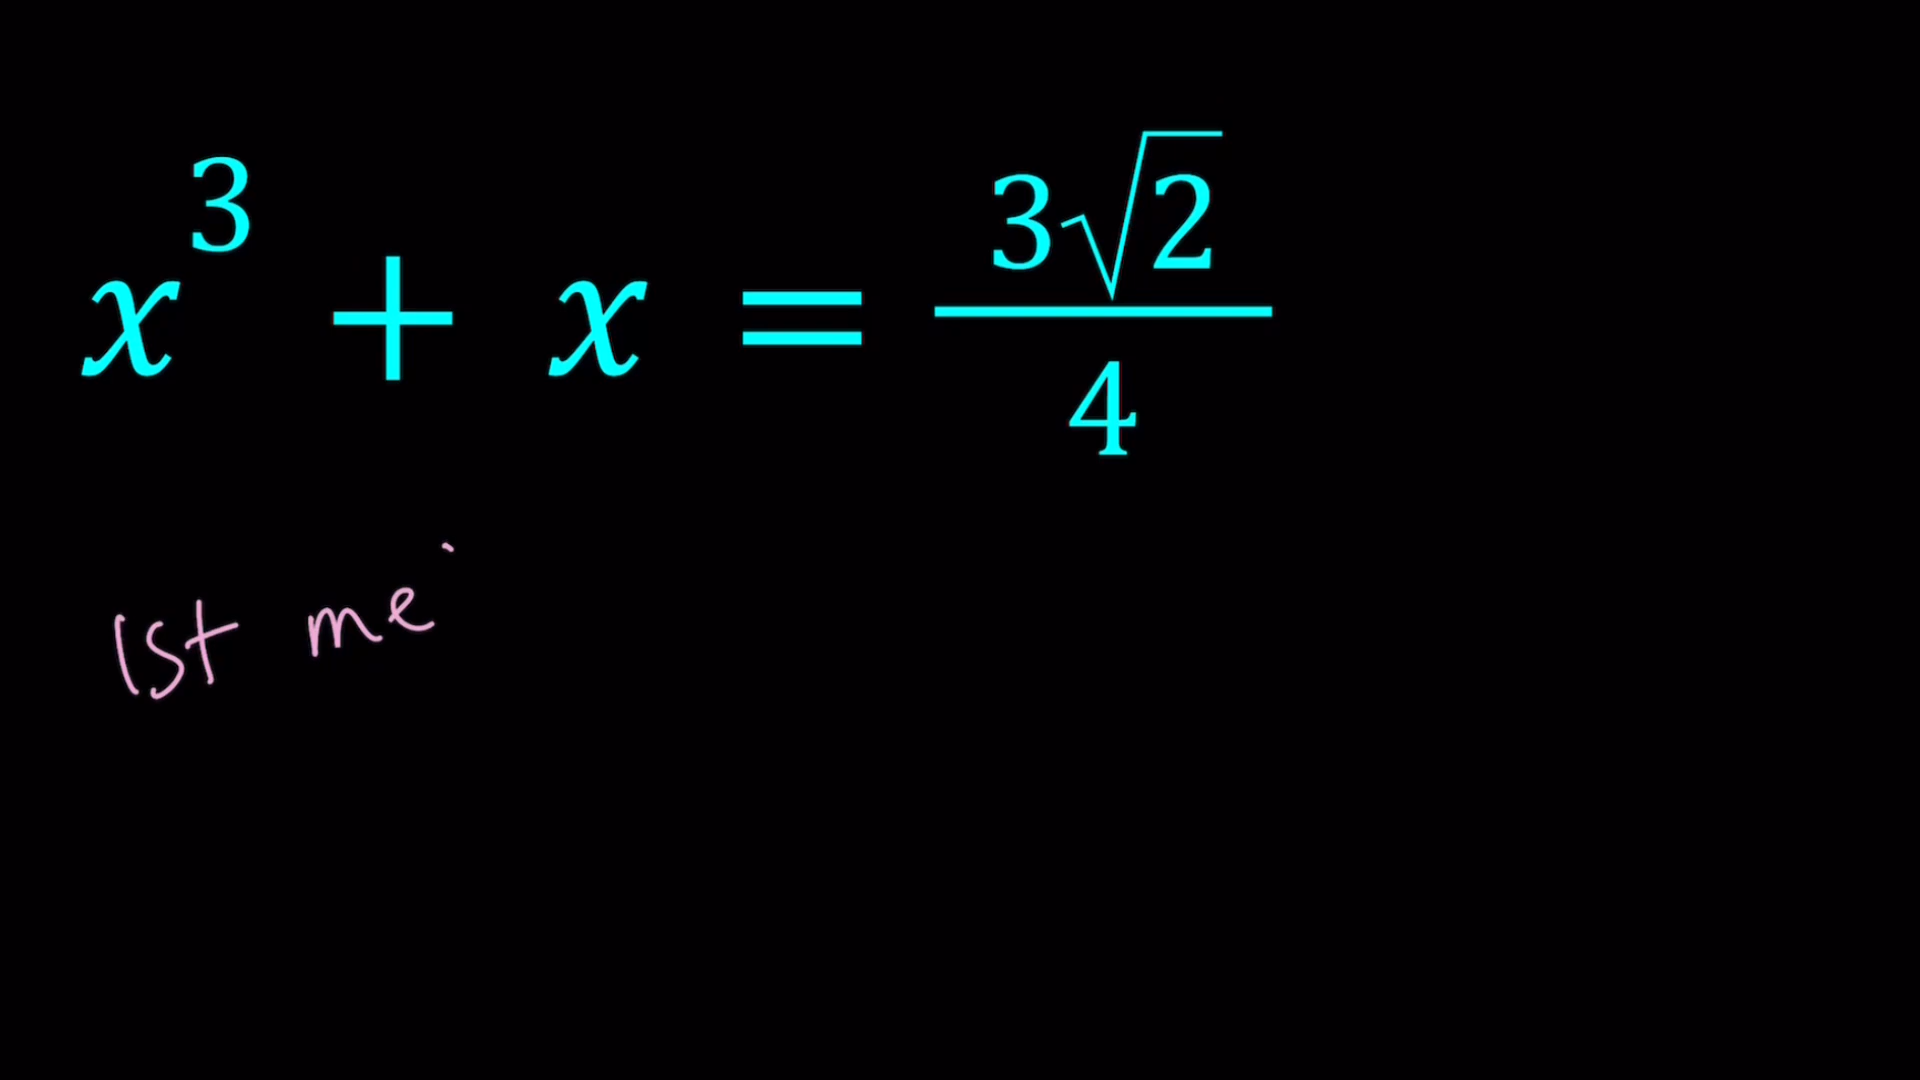 x³ + x = 3√2/4
1st me